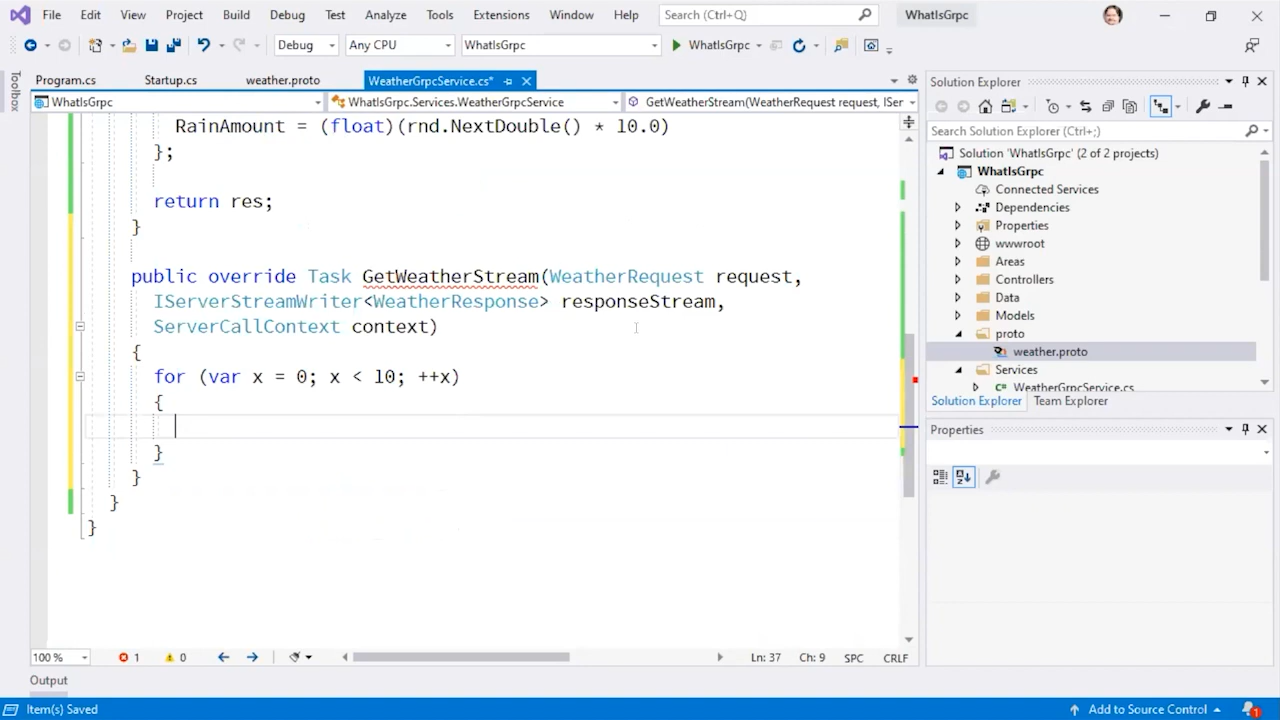 File Edit View Project Build Debug Test Analyze Tools Extensions Window Help Search (Ctrl+Q) WhatIsGrpc
Debug Any CPU WhatIsGrpc WhatIsGrpc
Toolbox
Program.cs Startup.cs weather.proto WeatherGrpcService.cs*
WhatIsGrpc WhatIsGrpc.Services.WeatherGrpcService GetWeatherStream(WeatherRequest request, ISer
RainAmount = (float)(rnd.NextDouble() * 10.0)
};
return res;
}
public override Task GetWeatherStream(WeatherRequest request,
IServerStreamWriter<WeatherResponse> responseStream,
ServerCallContext context)
{
for (var x = 0; x < 10; ++x)
{
}
}
}
}
100 % 1 0 Ln: 37 Ch: 9 SPC CRLF
Solution Explorer
Search Solution Explorer (Ctrl+;)
Solution 'WhatIsGrpc' (2 of 2 projects)
WhatIsGrpc
Connected Services
Dependencies
Properties
wwwroot
Areas
Controllers
Data
Models
proto
weather.proto
Services
C# WeatherGrpcService.cs
Solution Explorer Team Explorer
Properties
Output
Item(s) Saved Add to Source Control 1